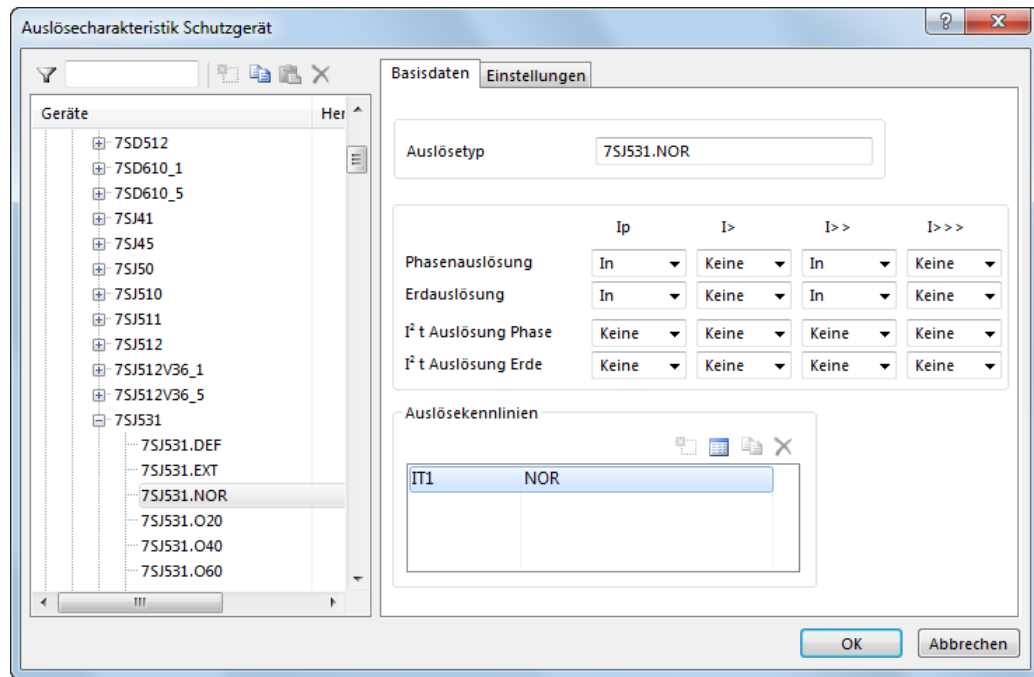 Auslösecharakteristik Schutzgerät
Geräte Her
7SD512
7SD610_1
7SD610_5
7SJ41
7SJ45
7SJ50
7SJ510
7SJ511
7SJ512
7SJ512V36_1
7SJ512V36_5
7SJ531
7SJ531.DEF
7SJ531.EXT
7SJ531.NOR
7SJ531.O20
7SJ531.O40
7SJ531.O60
Basisdaten Einstellungen
Auslösetyp 7SJ531.NOR
Ip I> I>> I>>>
Phasenauslösung In Keine In Keine
Erdauslösung In Keine In Keine
I² t Auslösung Phase Keine Keine Keine Keine
I² t Auslösung Erde Keine Keine Keine Keine
Auslösekennlinien
IT1 NOR
OK Abbrechen